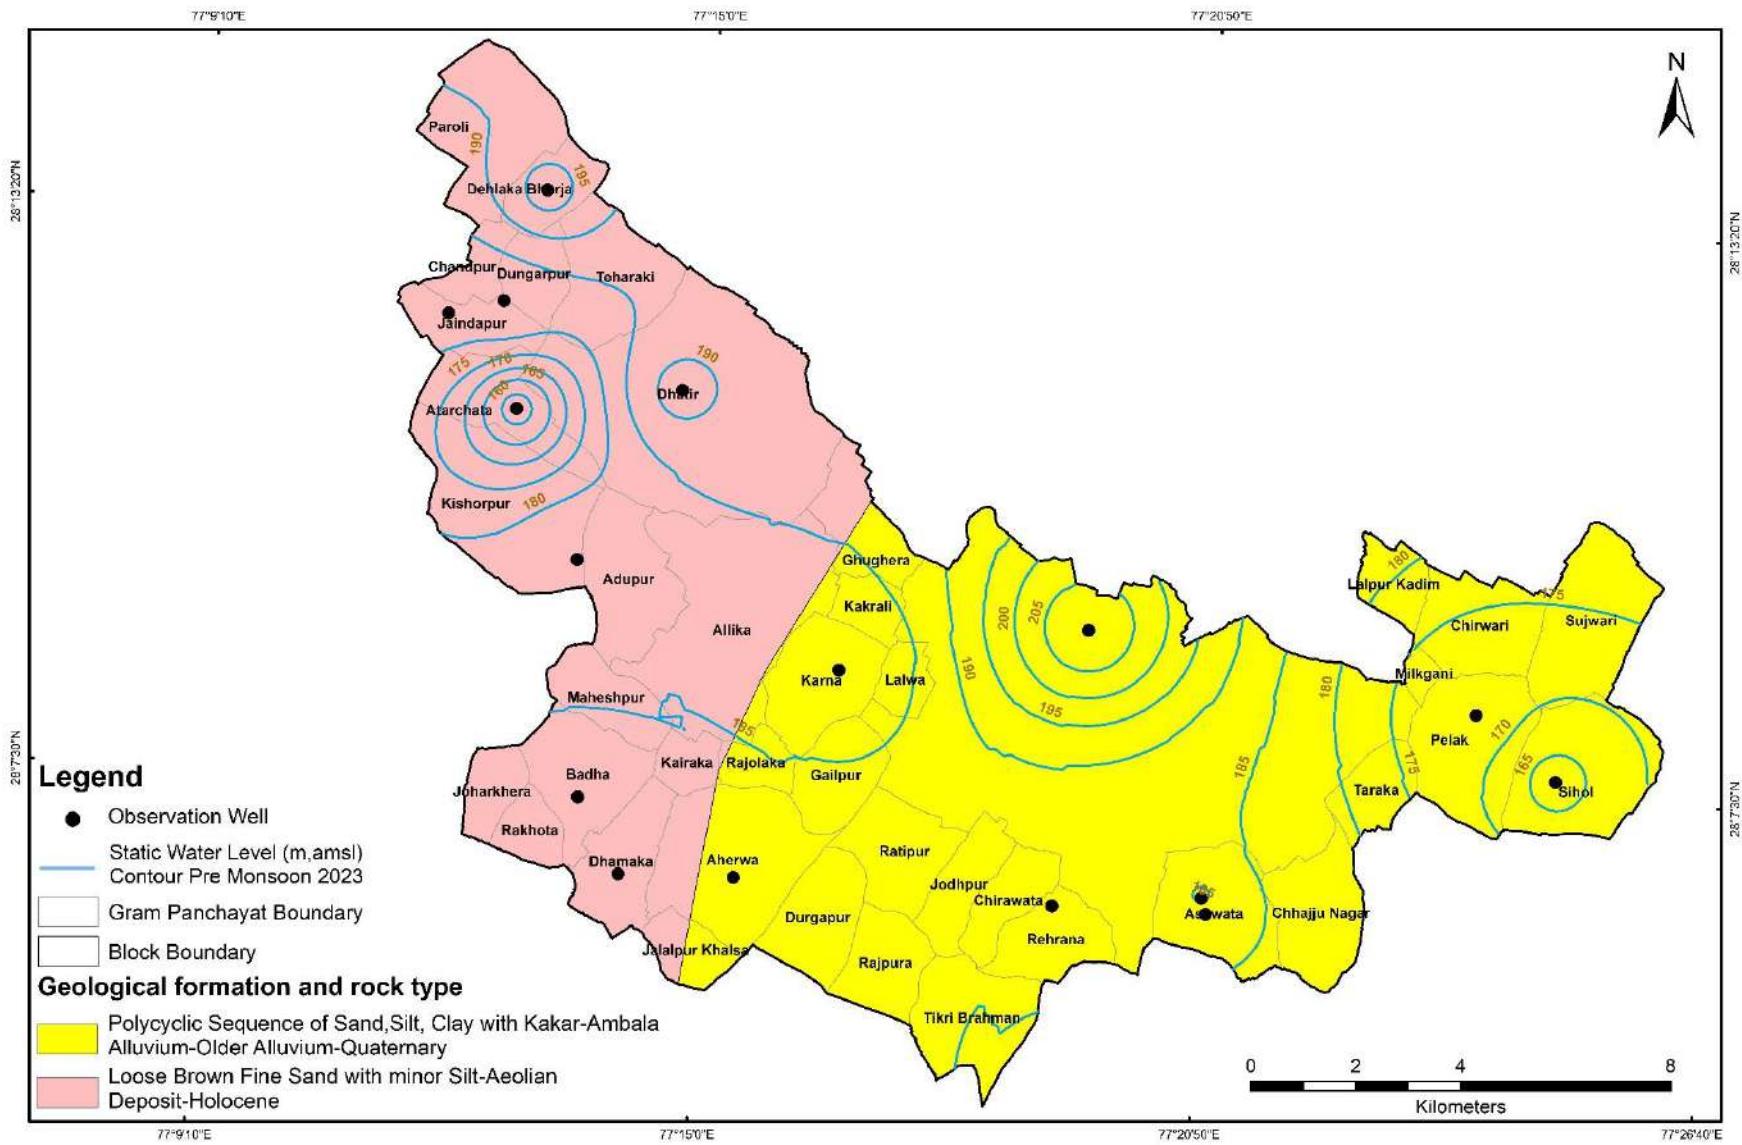 77°9'10"E
77°15'0"E
77°20'50"E
N
28°13'20"N
28°13'20"N
Paroli
190
195
Dehlaka Bhorja
Chandpur
Dungarpur
Teharaki
Jaindapur
175
170
165
160
190
Dhatir
Atarchata
Kishorpur
180
Adupur
Allika
Ghughera
Kakrali
Karna
Lalwa
190
200
205
195
180
Lalpur Kadim
175
Chirwari
Sujwari
Milkgani
180
Maheshpur
185
Kairaka
Rajolaka
Gailpur
185
175
Pelak
170
165
Sihol
Taraka
28°7'30"N
28°7'30"N
Badha
Joharkhera
Rakhota
Dhamaka
Aherwa
Ratipur
Jodhpur
Chirawata
Durgapur
Rehrana
Rajpura
Jalalpur Khalsa
Chhajju Nagar
Tikri Brahman
Legend
Observation Well
Static Water Level (m,amsl)
Contour Pre Monsoon 2023
Gram Panchayat Boundary
Block Boundary
Geological formation and rock type
Polycyclic Sequence of Sand,Silt, Clay with Kakar-Ambala
Alluvium-Older Alluvium-Quaternary
Loose Brown Fine Sand with minor Silt-Aeolian
Deposit-Holocene
0 2 4 8
Kilometers
77°9'10"E
77°15'0"E
77°20'50"E
77°26'40"E